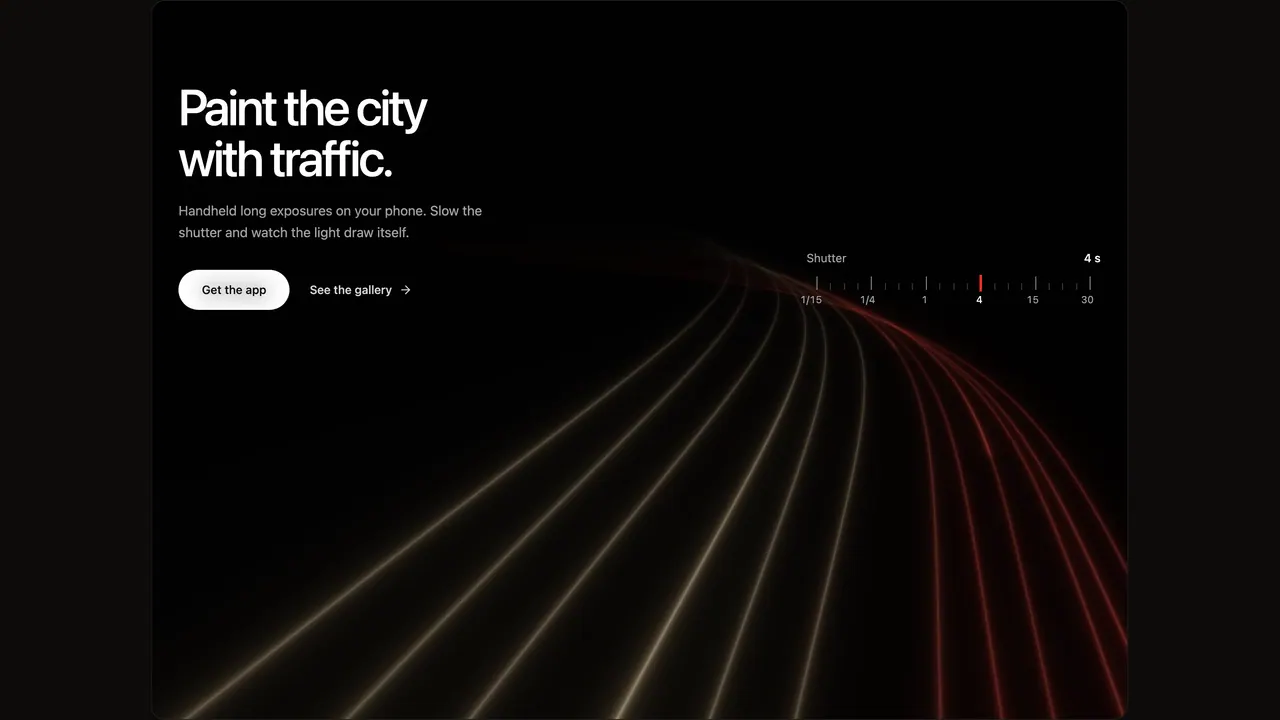 Paint the city
with traffic.
Handheld long exposures on your phone. Slow the
shutter and watch the light draw itself.
Get the app
See the gallery →
Shutter
4 s
1/15 1/4 1 4 15 30